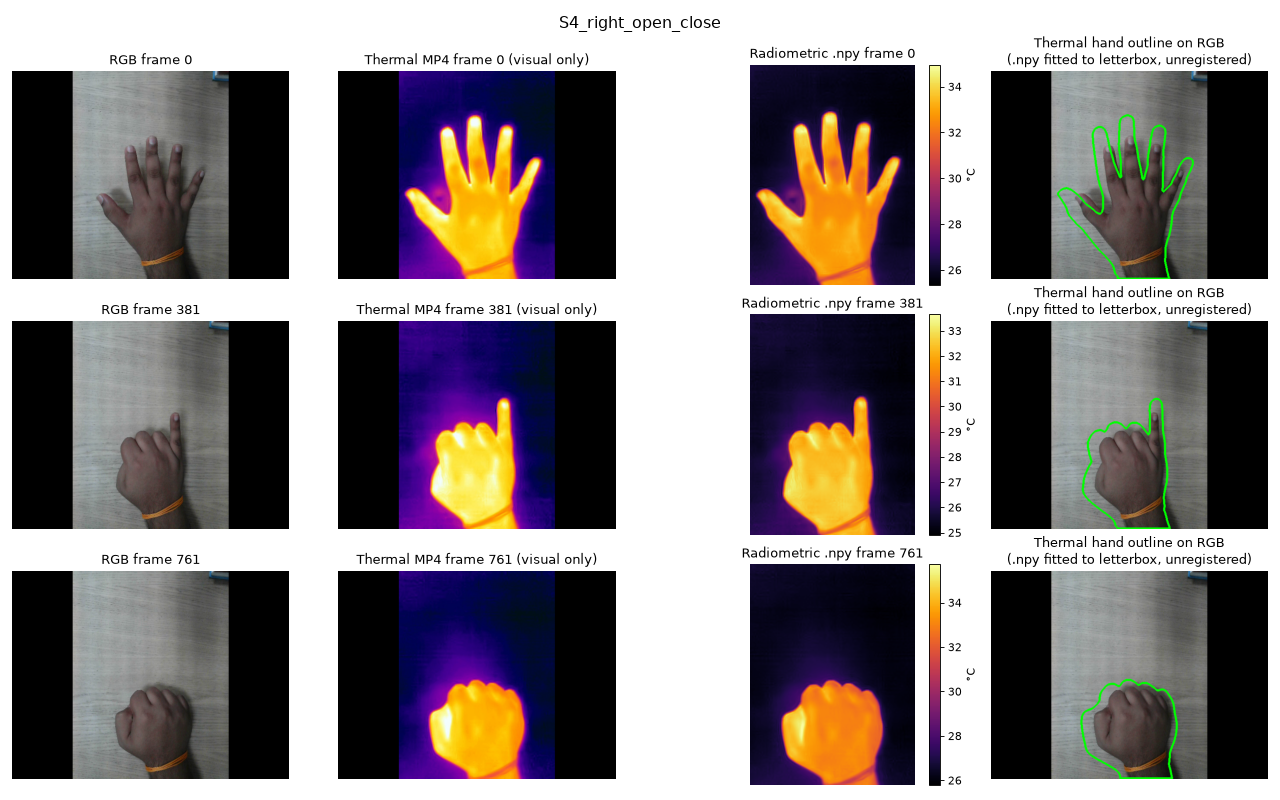 S4_right_open_close
RGB frame 0
Thermal MP4 frame 0 (visual only)
Radiometric .npy frame 0
Thermal hand outline on RGB
(.npy fitted to letterbox, unregistered)
34
32
30
28
26
°C
RGB frame 381
Thermal MP4 frame 381 (visual only)
Radiometric .npy frame 381
Thermal hand outline on RGB
(.npy fitted to letterbox, unregistered)
33
32
31
30
29
28
27
26
25
°C
RGB frame 761
Thermal MP4 frame 761 (visual only)
Radiometric .npy frame 761
Thermal hand outline on RGB
(.npy fitted to letterbox, unregistered)
34
32
30
28
26
°C